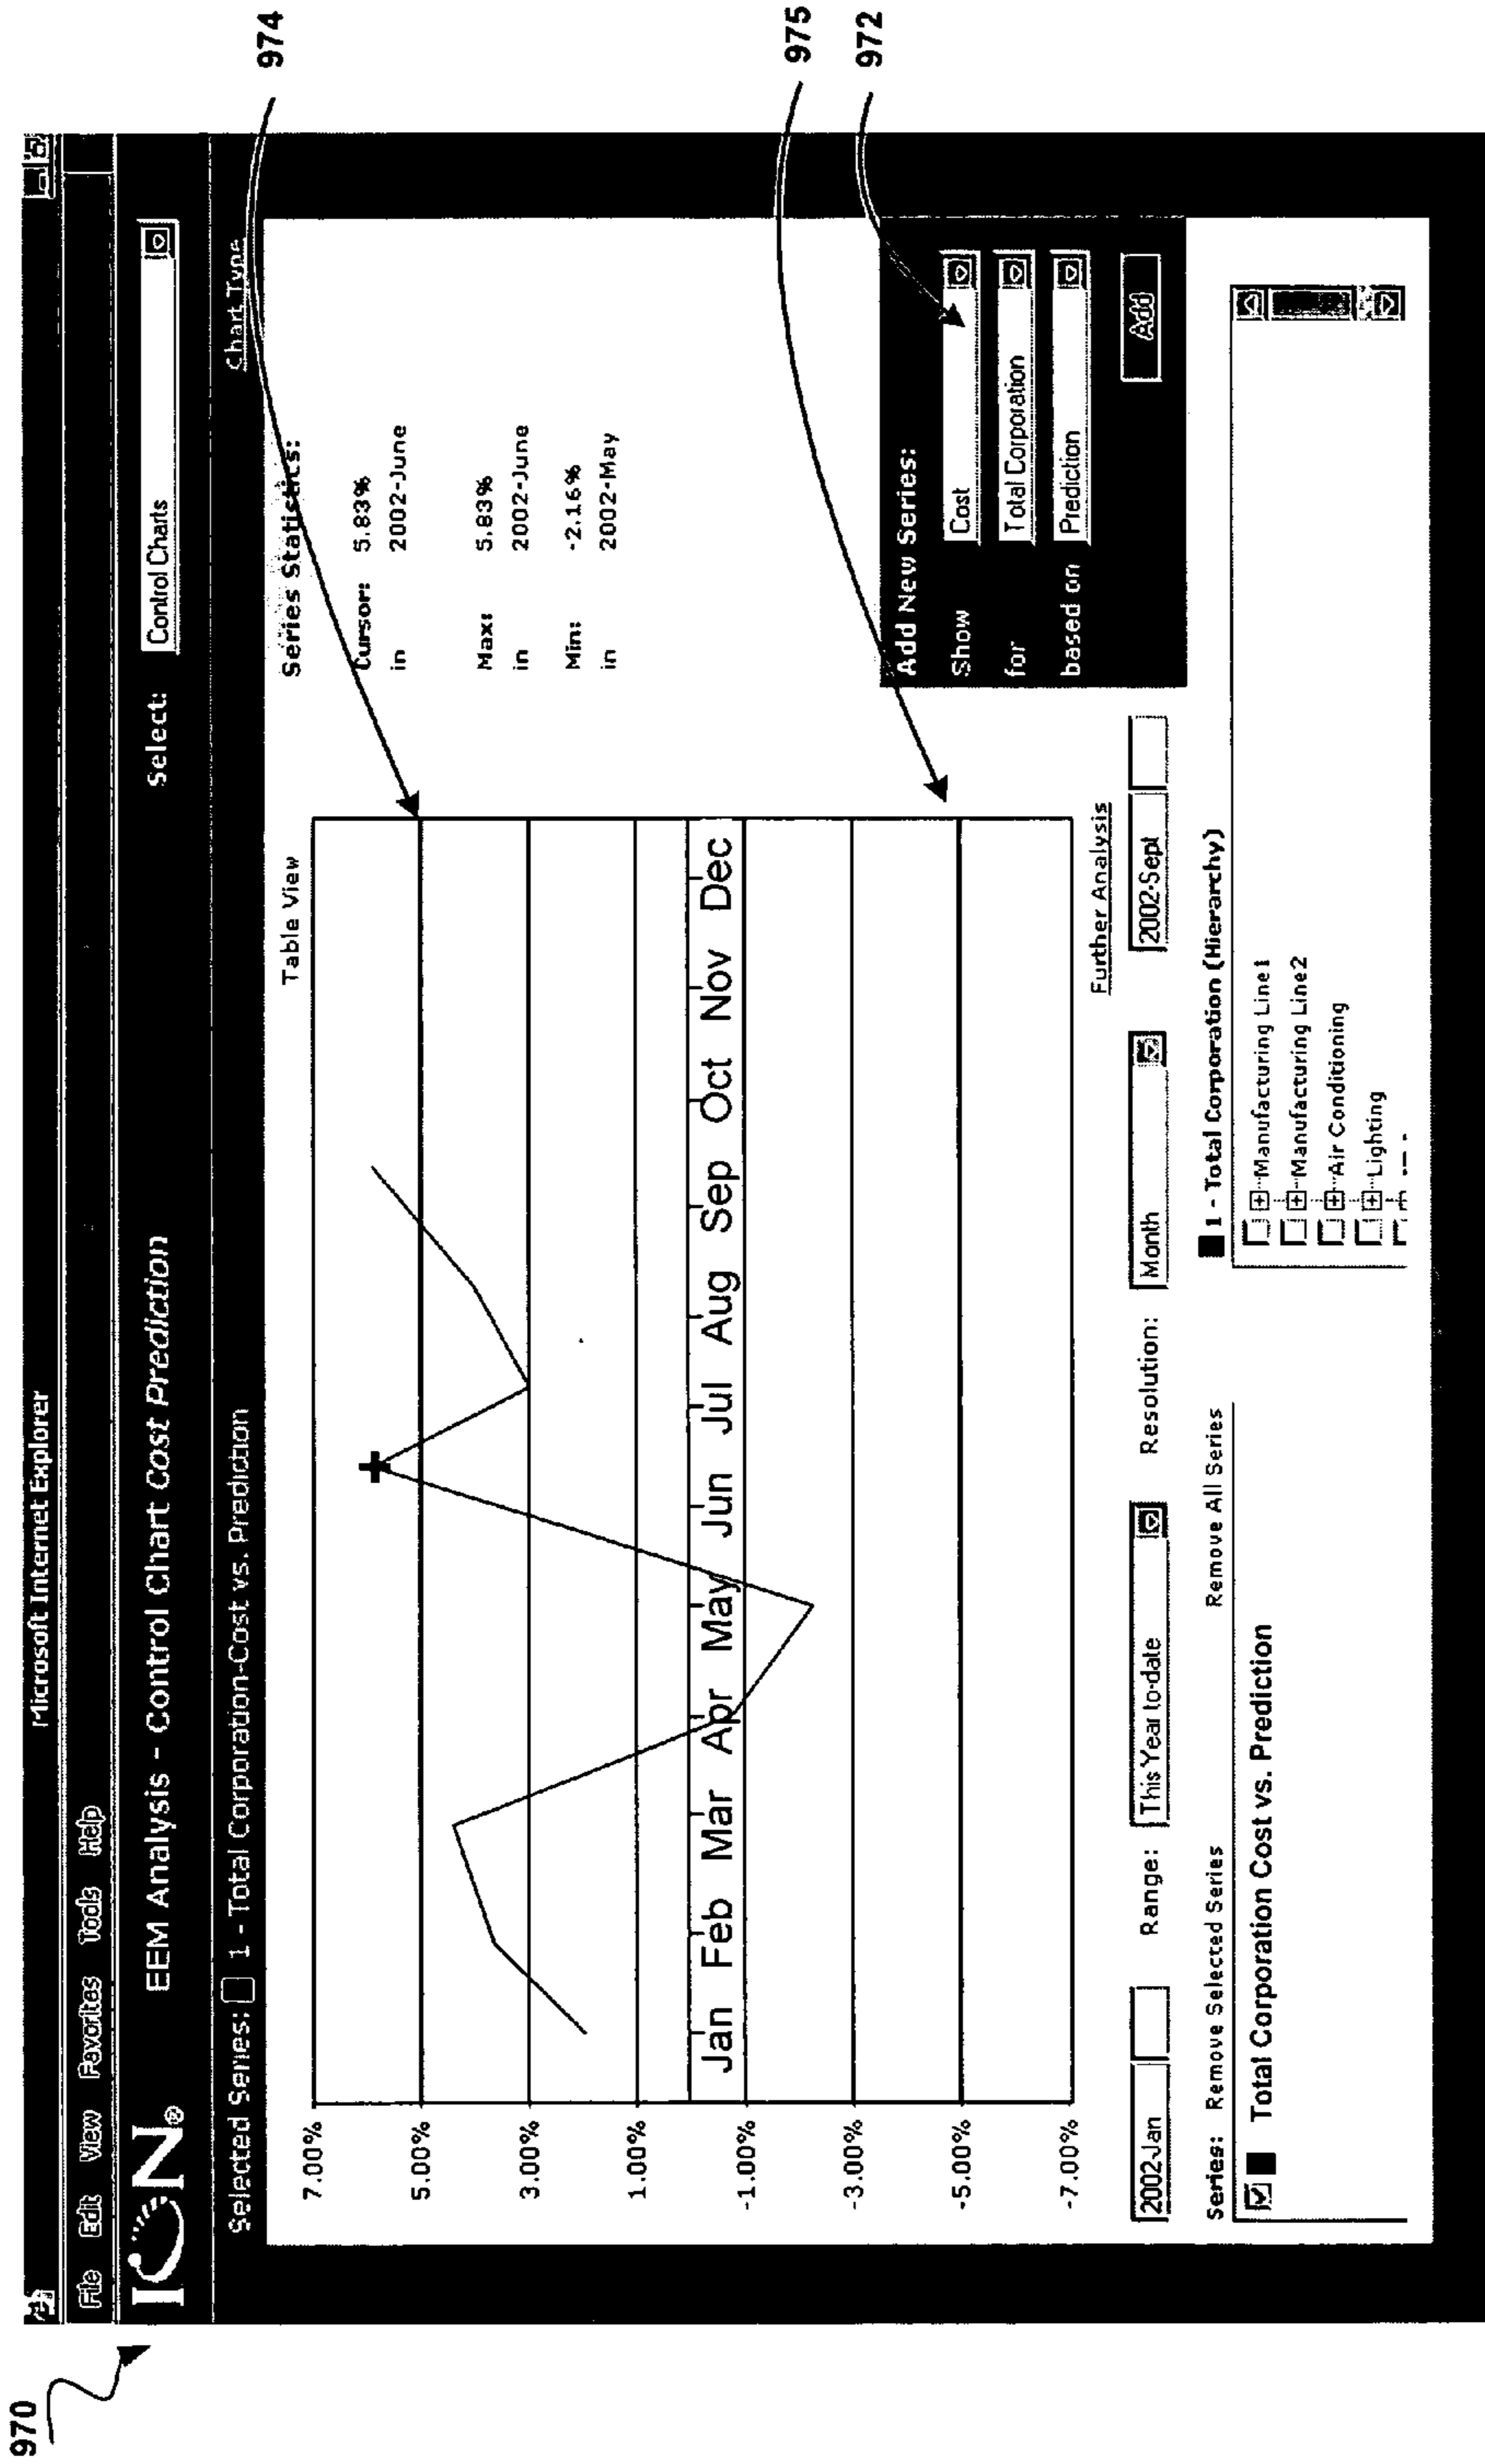 970
Microsoft Internet Explorer
File Edit View Favorites Tools Help
ION® EEM Analysis - Control Chart Cost Prediction Select: Control Charts
Selected Series: 1 - Total Corporation-Cost vs. Prediction Chart Type
974
Table View
Series Statistics:
Cursor: 5.83%
in 2002-June
Max: 5.83%
in 2002-June
Min: -2.16%
in 2002-May
7.00%
5.00%
3.00%
1.00%
-1.00%
-3.00%
-5.00%
-7.00%
Jan Feb Mar Apr May Jun Jul Aug Sep Oct Nov Dec
975
972
Add New Series:
Show Cost
for Total Corporation
based on Prediction
Add
Further Analysis
2002-Jan Range: This Year to-date Resolution: Month 2002-Sept
Series: Remove Selected Series Remove All Series
Total Corporation Cost vs. Prediction
1 - Total Corporation (Hierarchy)
Manufacturing Line1
Manufacturing Line2
Air Conditioning
Lighting